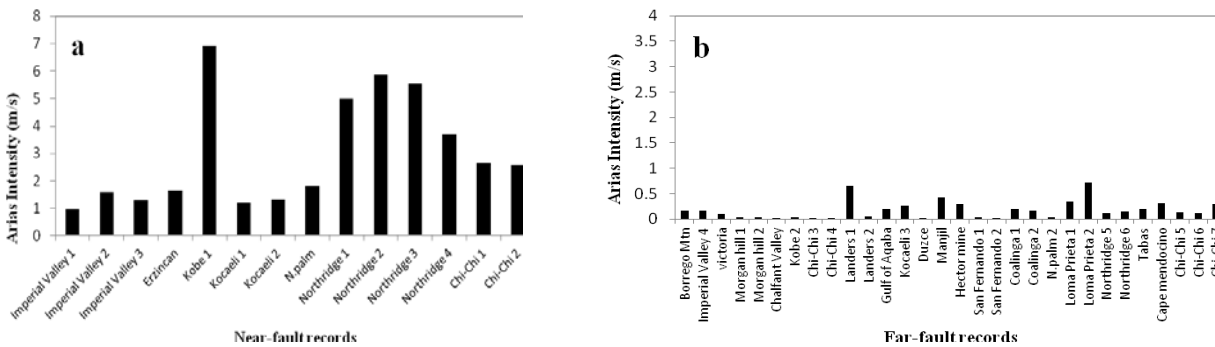 a
Arias Intensity (m/s)
8
7
6
5
4
3
2
1
0
Imperial Valley 1
Imperial Valley 2
Imperial Valley 3
Erzincan
Kobe 1
Kocaeli 1
Kocaeli 2
N.palm
Northridge 1
Northridge 2
Northridge 3
Northridge 4
Chi-Chi 1
Chi-Chi 2
Near-fault records
b
Arias Intensity (m/s)
4
3.5
3
2.5
2
1.5
1
0.5
0
Borrego Mtn
Imperial Valley 4
victoria
Morgan hill 1
Morgan hill 2
Chalfant Valley
Kobe 2
Chi-Chi 3
Chi-Chi 4
Landers 1
Landers 2
Gulf of Aqaba
Kocaeli 3
Duzce
Manjil
Hector mine
San Fernando 1
San Fernando 2
Coalinga 1
Coalinga 2
N.palm 2
Loma Prieta 1
Loma Prieta 2
Northridge 5
Northridge 6
Tabas
Cape mendocino
Chi-Chi 5
Chi-Chi 6
Chi-Chi 7
Far-fault records